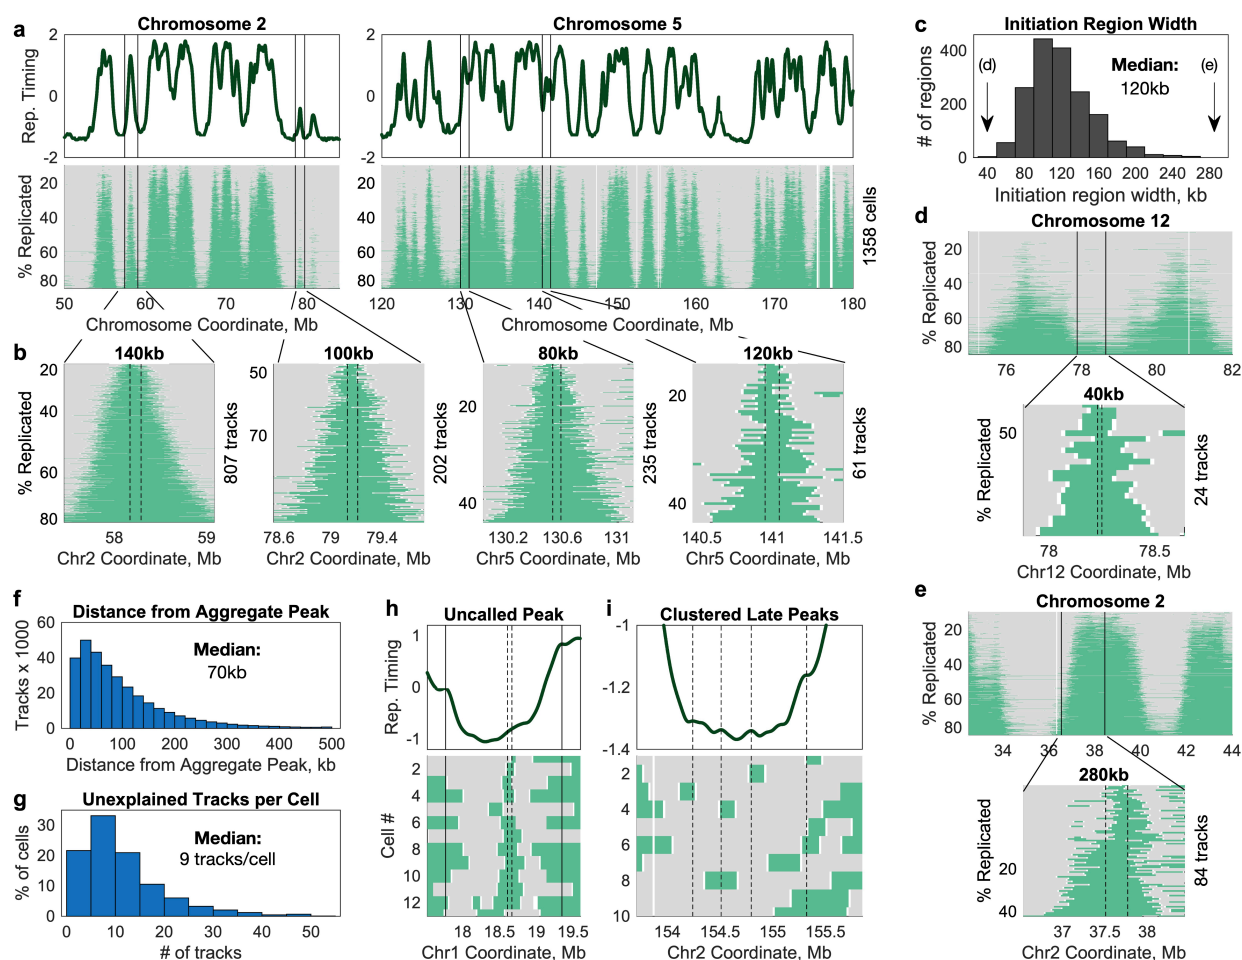 a
Chromosome 2
Chromosome 5
Rep. Timing
2
0
-2
2
0
-2
% Replicated
20
40
60
80
20
40
60
80
1358 cells
50 60 70 80
120 130 140 150 160 170 180
Chromosome Coordinate, Mb
Chromosome Coordinate, Mb
b
140kb
100kb
80kb
120kb
% Replicated
20
40
60
80
807 tracks
50
70
202 tracks
20
40
235 tracks
20
40
61 tracks
58 59
78.6 79 79.4
130.2 130.6 131
140.5 141 141.5
Chr2 Coordinate, Mb
Chr2 Coordinate, Mb
Chr5 Coordinate, Mb
Chr5 Coordinate, Mb
c
Initiation Region Width
# of regions
400
200
0
(d)
Median:
120kb
(e)
40 80 120 160 200 240 280
Initiation region width, kb
d
Chromosome 12
% Replicated
20
40
60
80
76 78 80 82
40kb
% Replicated
50
24 tracks
78 78.5
Chr12 Coordinate, Mb
e
Chromosome 2
% Replicated
20
40
60
80
34 36 38 40 42 44
280kb
% Replicated
20
40
84 tracks
37 37.5 38
Chr2 Coordinate, Mb
f
Distance from Aggregate Peak
Tracks x 1000
60
40
20
0
Median:
70kb
0 100 200 300 400 500
Distance from Aggregate Peak, kb
g
Unexplained Tracks per Cell
% of cells
30
20
10
0
Median:
9 tracks/cell
0 10 20 30 40 50
# of tracks
h
Uncalled Peak
Rep. Timing
1
0
-1
Cell #
2
4
6
8
10
12
18 18.5 19 19.5
Chr1 Coordinate, Mb
i
Clustered Late Peaks
-1
-1.2
-1.4
2
4
6
8
10
154 154.5 155 155.5
Chr2 Coordinate, Mb